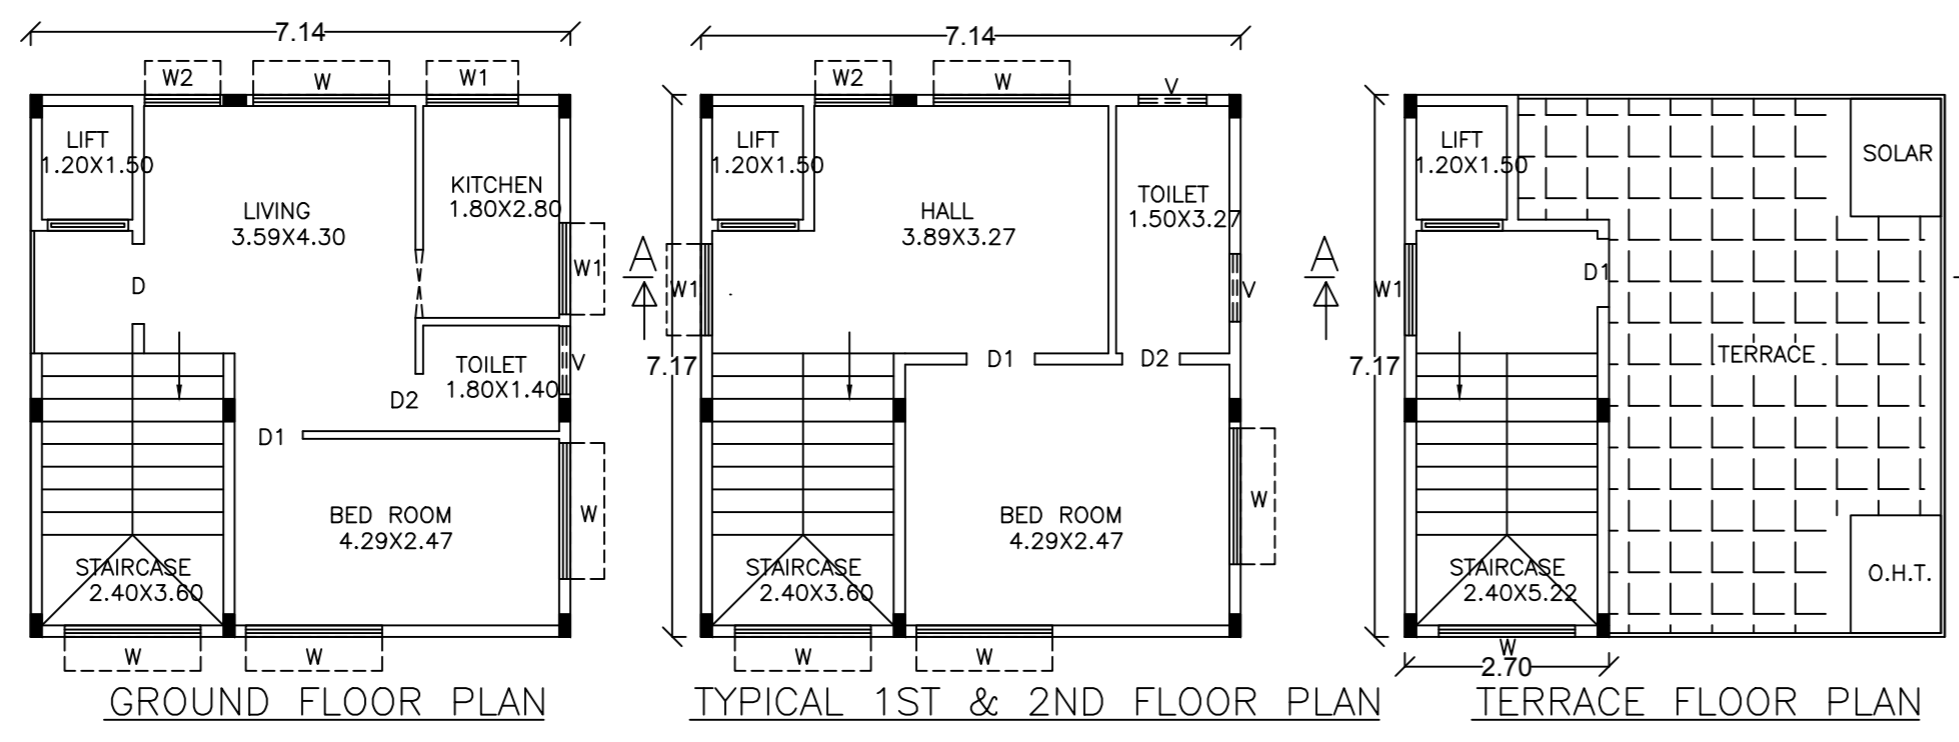 7.14
W2
W
W1
LIFT
1.20X1.50
KITCHEN
1.80X2.80
LIVING
3.59X4.30
W1
D
TOILET
1.80X1.40
V
D2
D1
BED ROOM
4.29X2.47
W
STAIRCASE
2.40X3.60
W
W
GROUND FLOOR PLAN
7.14
W2
W
V
LIFT
1.20X1.50
TOILET
1.50X3.27
HALL
3.89X3.27
A
W1
V
7.17
D1
D2
BED ROOM
4.29X2.47
W
STAIRCASE
2.40X3.60
W
W
TYPICAL 1ST & 2ND FLOOR PLAN
LIFT
1.20X1.50
SOLAR
A
W1
D1
7.17
TERRACE
STAIRCASE
2.40X5.22
O.H.T.
W
2.70
TERRACE FLOOR PLAN